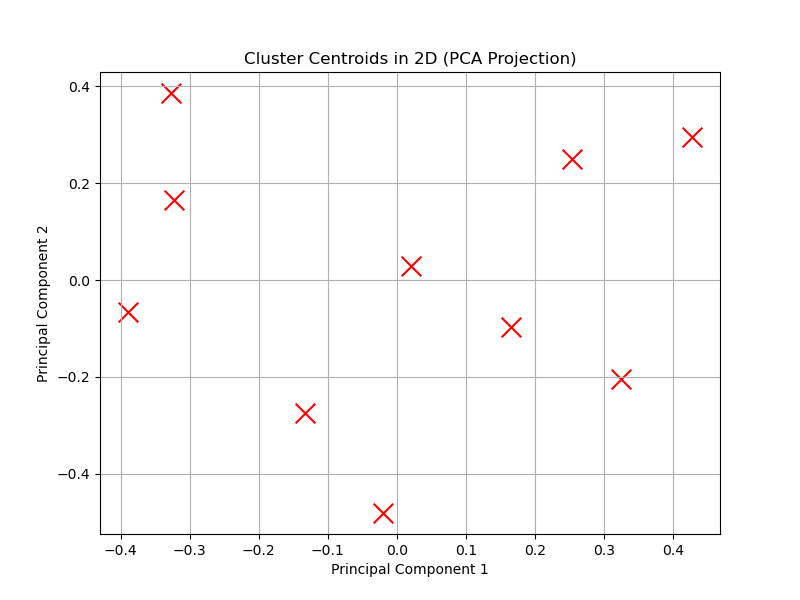 Cluster Centroids in 2D (PCA Projection)
0.4
0.2
0.0
−0.2
−0.4
Principal Component 2
−0.4 −0.3 −0.2 −0.1 0.0 0.1 0.2 0.3 0.4
Principal Component 1